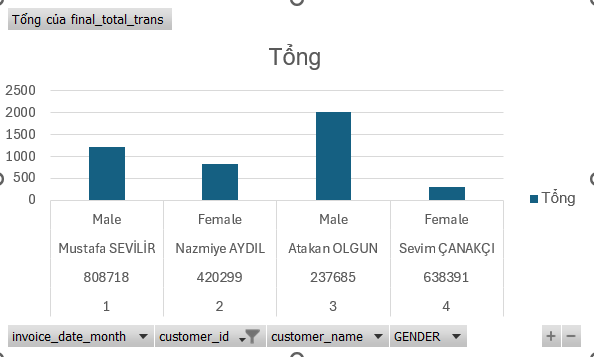 Tổng của final_total_trans
Tổng
2500
2000
1500
1000
500
0
Male Female Male Female
Mustafa SEVİLİR Nazmiye AYDIL Atakan OLGUN Sevim ÇANAKÇI
808718 420299 237685 638391
1 2 3 4
Tổng
invoice_date_month customer_id customer_name GENDER